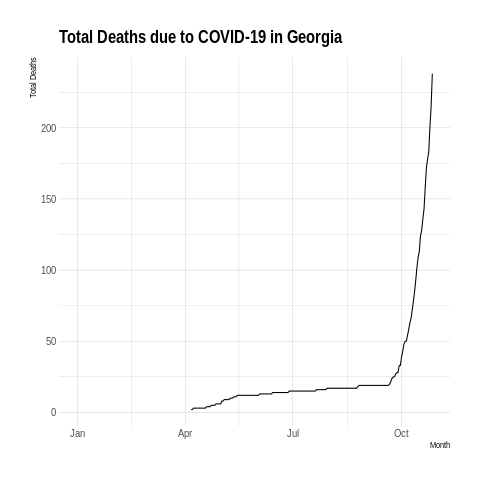 Total Deaths due to COVID-19 in Georgia
Total Deaths
200
150
100
50
0
Jan Apr Jul Oct
Month